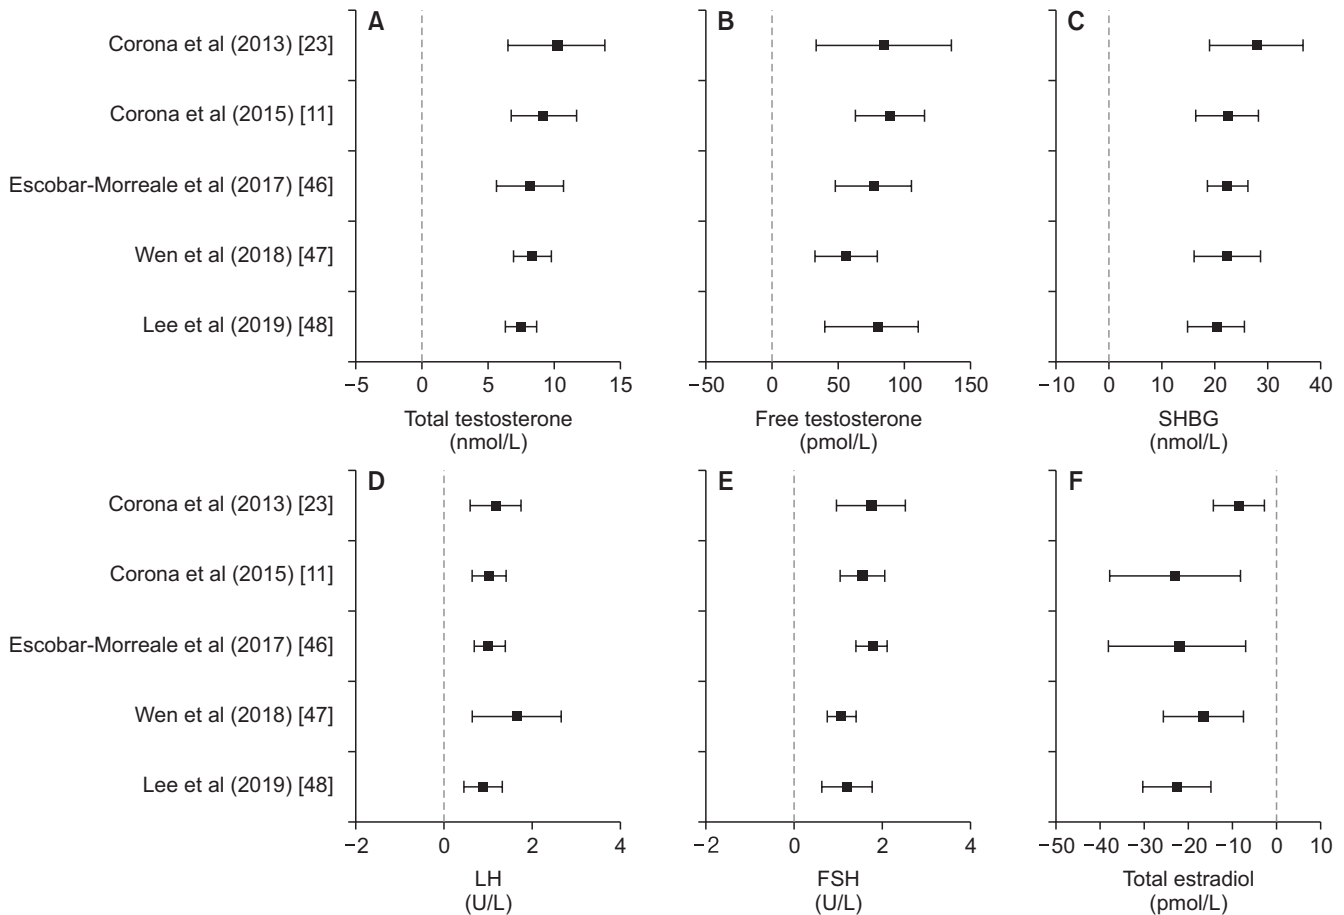 A
B
C
Corona et al (2013) [23]
Corona et al (2015) [11]
Escobar-Morreale et al (2017) [46]
Wen et al (2018) [47]
Lee et al (2019) [48]
−5 0 5 10 15
−50 0 50 100 150
−10 0 10 20 30 40
Total testosterone
(nmol/L)
Free testosterone
(pmol/L)
SHBG
(nmol/L)
D
E
F
Corona et al (2013) [23]
Corona et al (2015) [11]
Escobar-Morreale et al (2017) [46]
Wen et al (2018) [47]
Lee et al (2019) [48]
−2 0 2 4
−2 0 2 4
−50 −40 −30 −20 −10 0 10
LH
(U/L)
FSH
(U/L)
Total estradiol
(pmol/L)